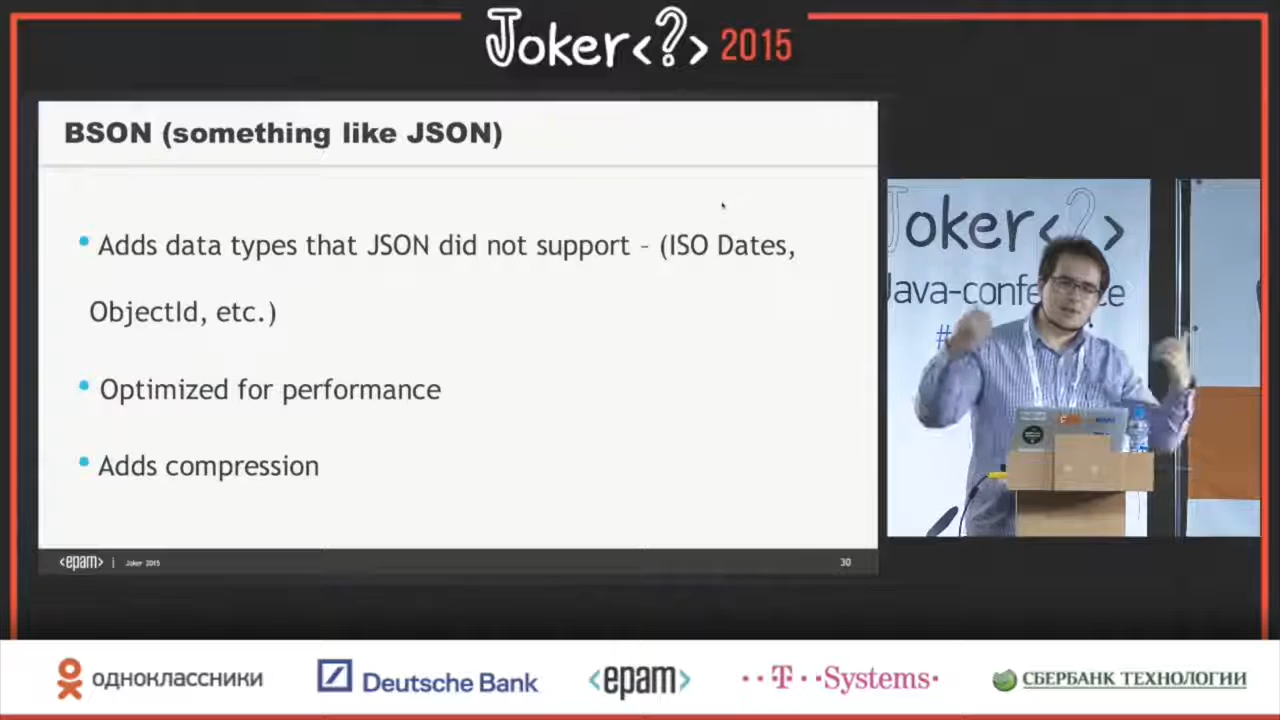 Joker<?> 2015
BSON (something like JSON)
• Adds data types that JSON did not support – (ISO Dates,
ObjectId, etc.)
• Optimized for performance
• Adds compression
<epam> | Joker 2015
30
Joker<?>
Java-confe
#
одноклассники
Deutsche Bank
<epam>
T Systems
СБЕРБАНК ТЕХНОЛОГИИ